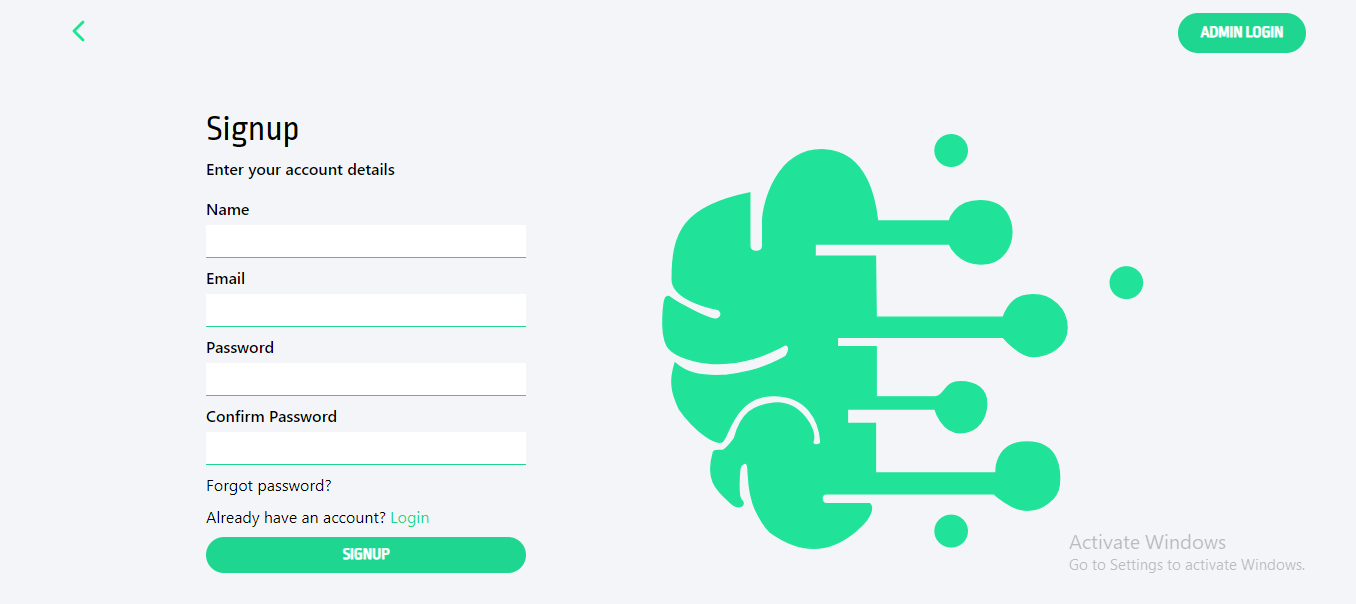 ADMIN LOGIN
Signup
Enter your account details
Name
Email
Password
Confirm Password
Forgot password?
Already have an account? Login
SIGNUP
Activate Windows
Go to Settings to activate Windows.